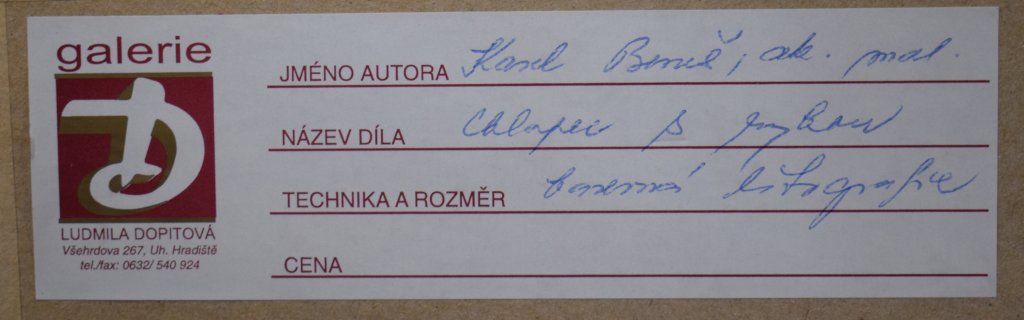 galerie
D
LUDMILA DOPITOVÁ
Všehrdova 267, Uh. Hradiště
tel./fax: 0632/ 540 924
JMÉNO AUTORA Karel Beneš, ak. mal.
NÁZEV DÍLA Chlapec s rybou
TECHNIKA A ROZMĚR barevná litografie
CENA